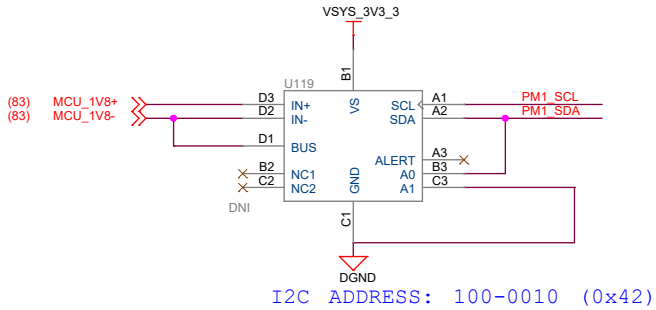 VSYS_3V3_3
B1
U119
(83) MCU_1V8+ D3 IN+ VS SCL A1 PM1_SCL
(83) MCU_1V8- D2 IN- SDA A2 PM1_SDA
D1 BUS
ALERT A3
B2 NC1 A0 B3
C2 NC2 GND A1 C3
DNI
C1
DGND
I2C ADDRESS: 100-0010 (0x42)